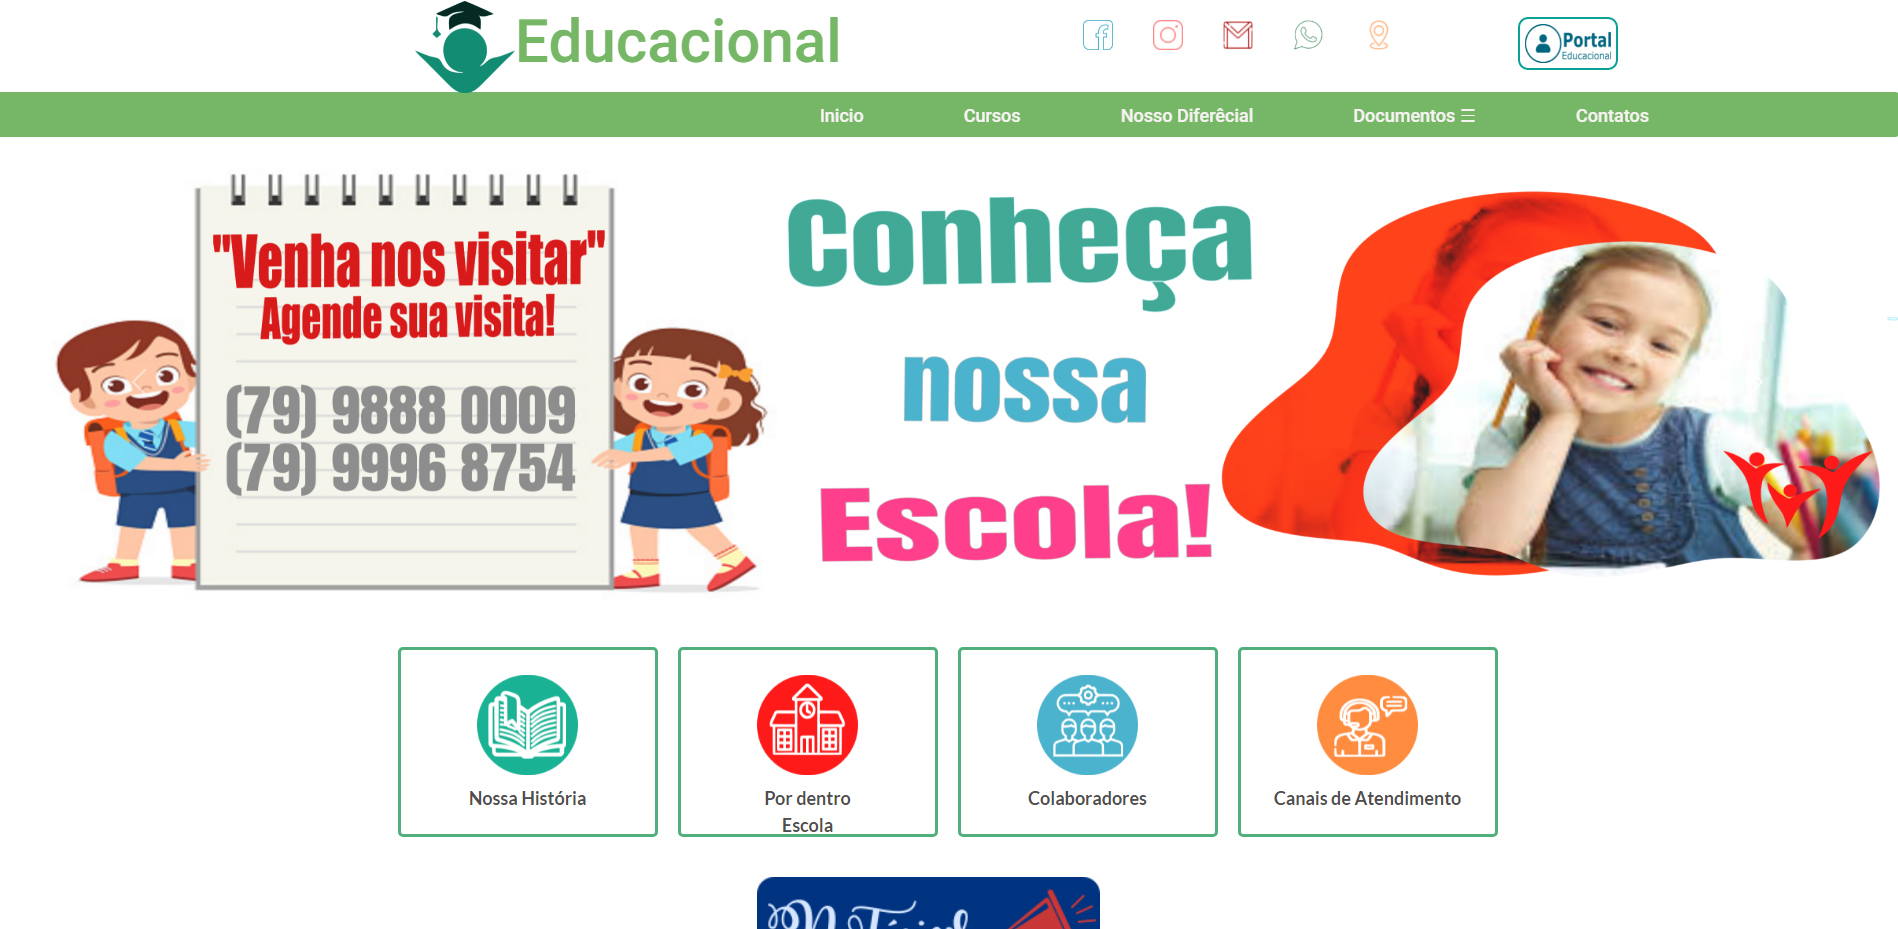 Educacional
Portal
Educacional
Inicio
Cursos
Nosso Diferêcial
Documentos ☰
Contatos
"Venha nos visitar"
Agende sua visita!
(79) 9888 0009
(79) 9996 8754
Conheça
nossa
Escola!
Nossa História
Por dentro
Escola
Colaboradores
Canais de Atendimento